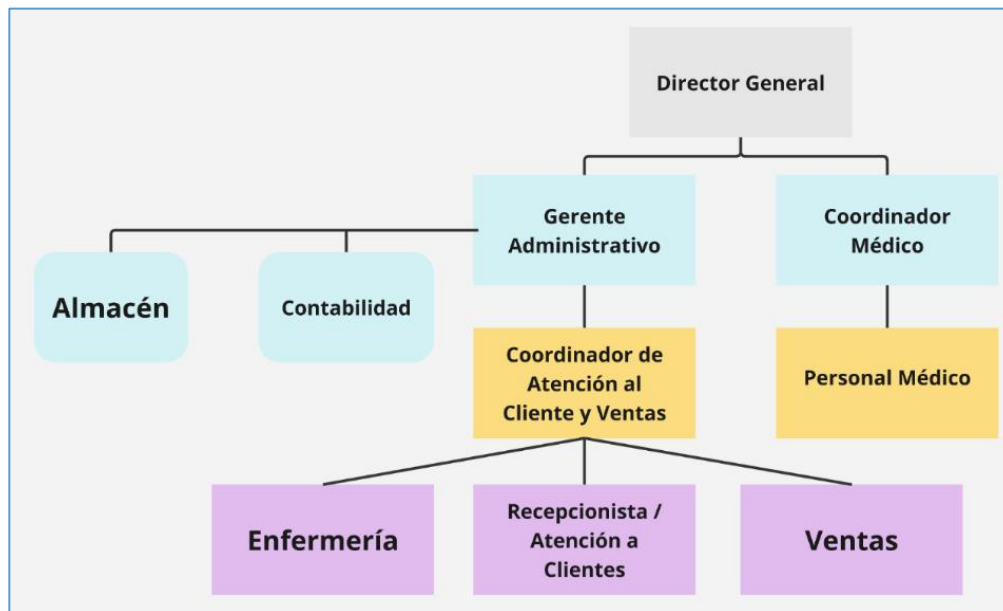 Director General
Gerente
Administrativo
Coordinador
Médico
Almacén
Contabilidad
Coordinador de
Atención al
Cliente y Ventas
Personal Médico
Enfermería
Recepcionista /
Atención a
Clientes
Ventas